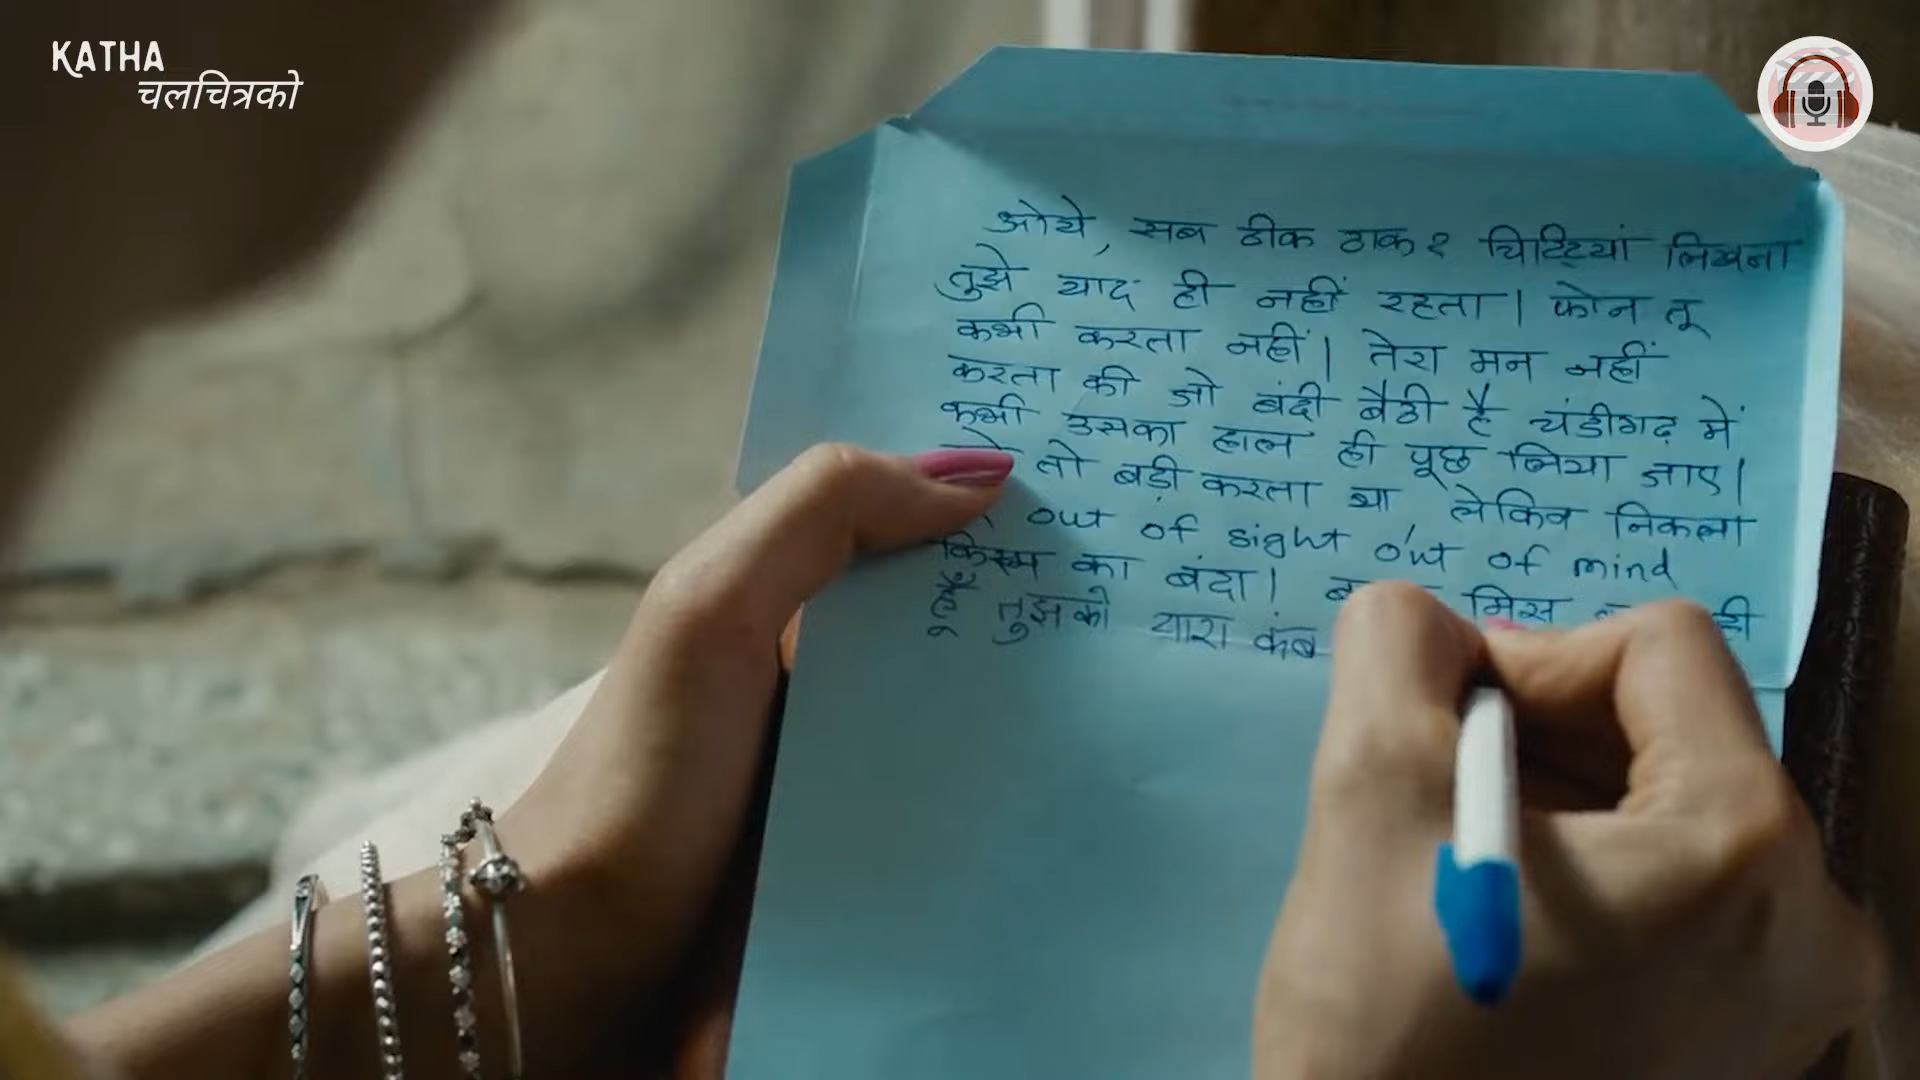 KATHA
चलचित्रको
ओये, सब ठीक ठाक? चिट्टियां लिखना
तुझे याद ही नहीं रहता। फोन तू
कभी करता नहीं। तेरा मन नहीं
करता की जो बंदी बैठी है चंडीगढ़ में
कभी उसका हाल ही पूछ लिया जाए।
तो बड़ी करता था लेकिन निकला
out of sight out of mind
किस्म का बंदा। मिस ही
हूँ तुझको यारा कब